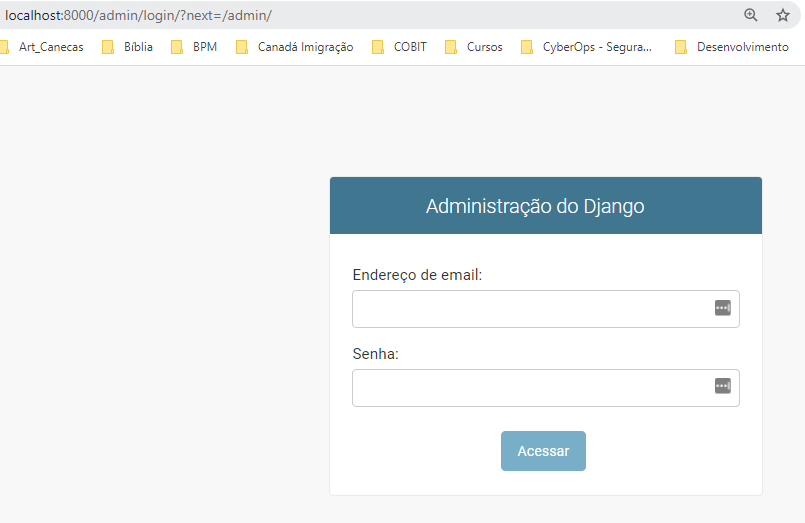 localhost:8000/admin/login/?next=/admin/
Art_Canecas Bíblia BPM Canadá Imigração COBIT Cursos CyberOps - Segura... Desenvolvimento
Administração do Django
Endereço de email:
Senha:
Acessar